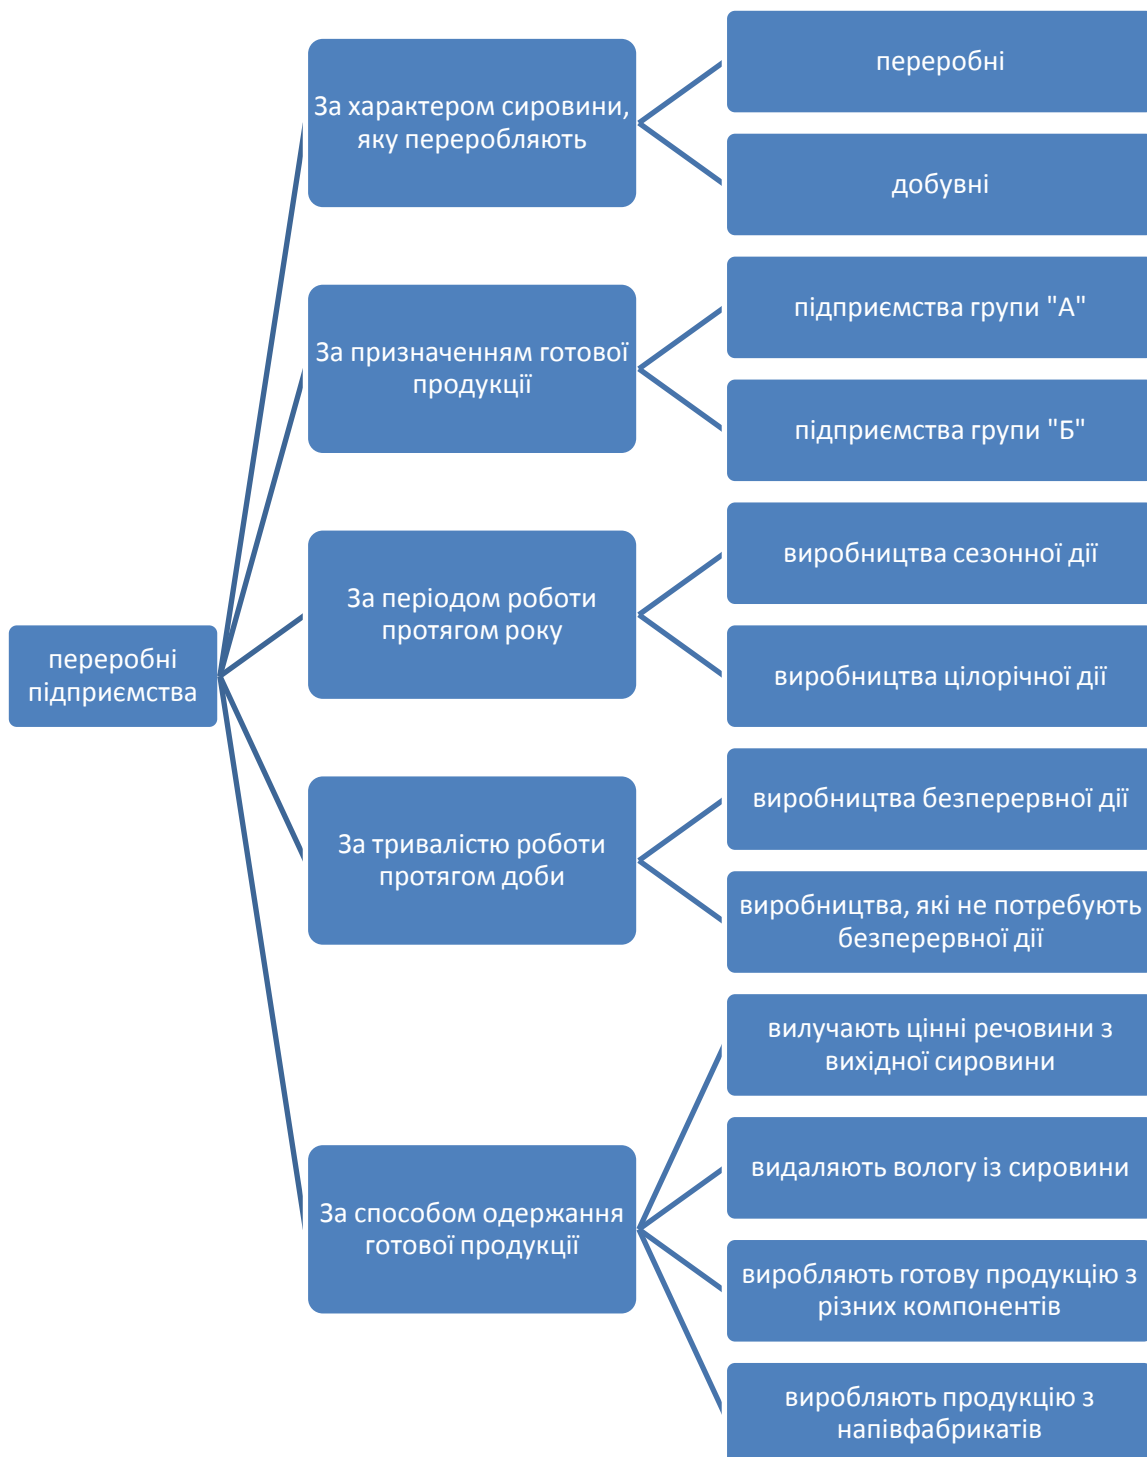 переробні
підприємства
За характером сировини,
яку переробляють
переробні
добувні
За призначенням готової
продукції
підприємства групи "А"
підприємства групи "Б"
За періодом роботи
протягом року
виробництва сезонної дії
виробництва цілорічної дії
За тривалістю роботи
протягом доби
виробництва безперервної дії
виробництва, які не потребують
безперервної дії
За способом одержання
готової продукції
вилучають цінні речовини з
вихідної сировини
видаляють вологу із сировини
виробляють готову продукцію з
різних компонентів
виробляють продукцію з
напівфабрикатів